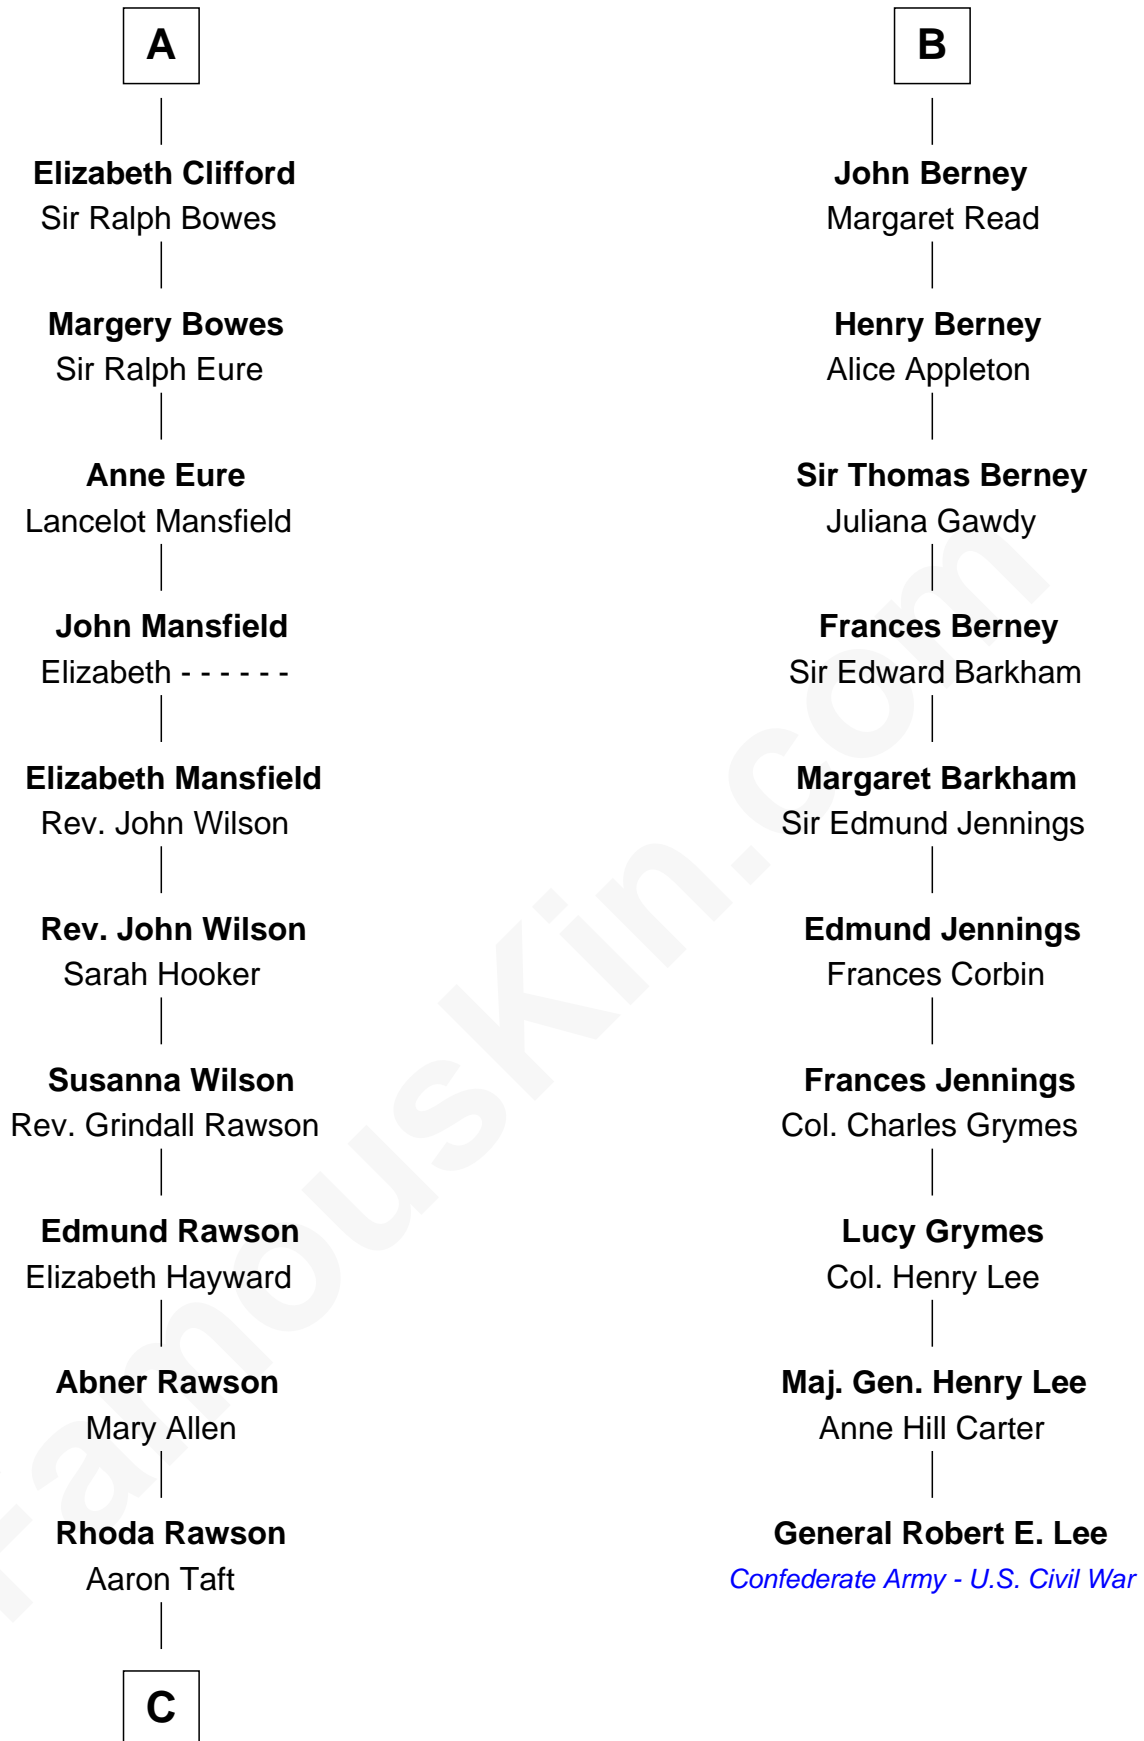 A
Elizabeth Clifford
Sir Ralph Bowes
Margery Bowes
Sir Ralph Eure
Anne Eure
Lancelot Mansfield
John Mansfield
Elizabeth - - - - - -
Elizabeth Mansfield
Rev. John Wilson
Rev. John Wilson
Sarah Hooker
Susanna Wilson
Rev. Grindall Rawson
Edmund Rawson
Elizabeth Hayward
Abner Rawson
Mary Allen
Rhoda Rawson
Aaron Taft
C
B
John Berney
Margaret Read
Henry Berney
Alice Appleton
Sir Thomas Berney
Juliana Gawdy
Frances Berney
Sir Edward Barkham
Margaret Barkham
Sir Edmund Jennings
Edmund Jennings
Frances Corbin
Frances Jennings
Col. Charles Grymes
Lucy Grymes
Col. Henry Lee
Maj. Gen. Henry Lee
Anne Hill Carter
General Robert E. Lee
Confederate Army - U.S. Civil War
FamousKin.com